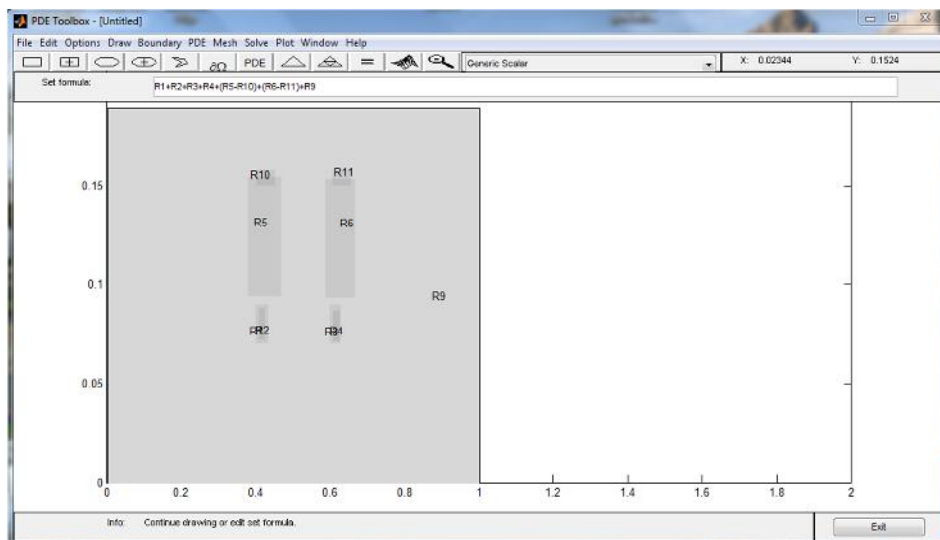 PDE Toolbox - [Untitled]
File Edit Options Draw Boundary PDE Mesh Solve Plot Window Help
∂Ω PDE = Generic Scalar X: 0.02344 Y: 0.1524
Set formula: R1+R2+R3+R4+(R5-R10)+(R6-R11)+R9
R10 R11
0.15
R5 R6
0.1
R9
0.05
0
0 0.2 0.4 0.6 0.8 1 1.2 1.4 1.6 1.8 2
Info: Continue drawing or edit set formula. Exit